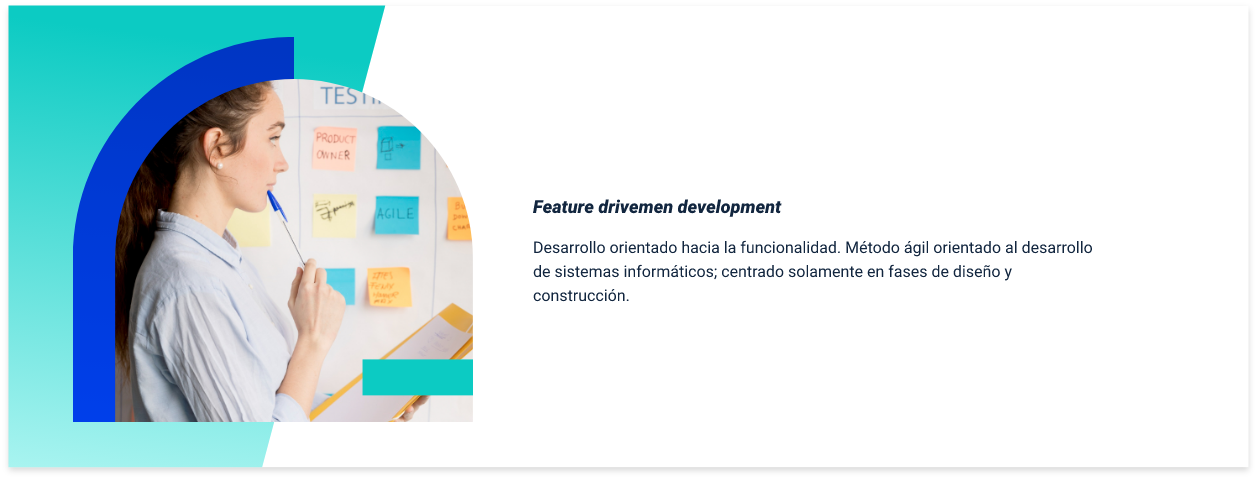 TESTI
PRODUCT
OWNER
AGILE
Feature drivemen development
Desarrollo orientado hacia la funcionalidad. Método ágil orientado al desarrollo
de sistemas informáticos; centrado solamente en fases de diseño y
construcción.